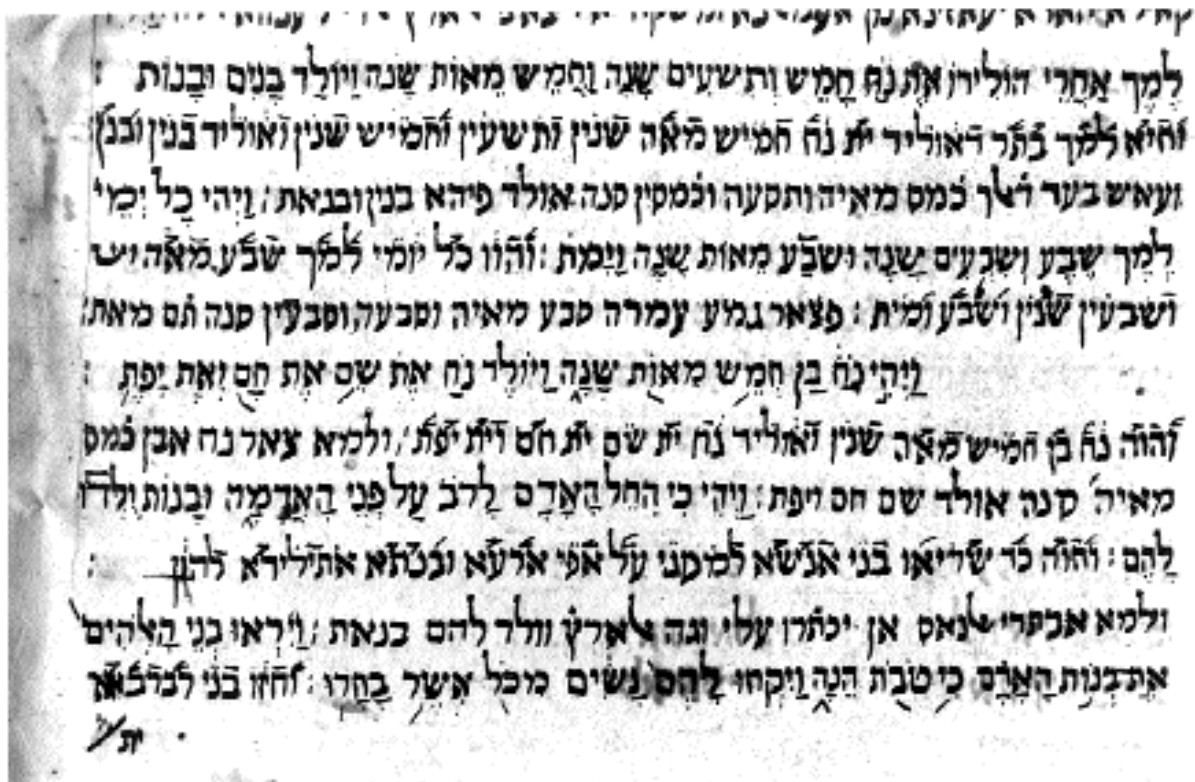 למך אחרי הולידו את נח חמש ותשעים שנה וחמש מאות שנה ויולד בנים ובנות :
וחיא למך בתר דאוליד ית נח חמיש מאה שנין ותשעין וחמיש שנין ואוליד בנין ובנן
ועאש בעד דלך כמס מאיה ותסעה וכמסין סנה אולד פיהא בנין ובנאת : ויהי כל ימי
למך שבע ושבעים שנה ושבע מאות שנה וימת : והוו כל יומי למך שבע מאה
ושבעין שנין ושבע ומית : פצאר גמע עמרה סבע מאיה וסבעה וסבעין סנה תם מאת :
ויהי נח בן חמש מאות שנה ויולד נח את שם את חם ואת יפת :
והוה נח בן חמיש מאה שנין ואוליד נח ית שם ית חם וית יפת : ולמא צאר נח אבן כמס
מאיה סנה אולד שם חם ויפת : ויהי כי החל האדם לרב על פני האדמה ובנות ילדו
להם : והוה כד שריאו בני אנשא למסגי על אפי ארעא ובנתא אתילידא להון :
ולמא אבתדי אלנאס אן יכתרו עלי וגה אלארץ וולד להם בנאת : ויראו בני האלהים
את בנות האדם כי טבת הנה ויקחו להם נשים מכל אשר בחרו : וחזו בני רברביא
ית